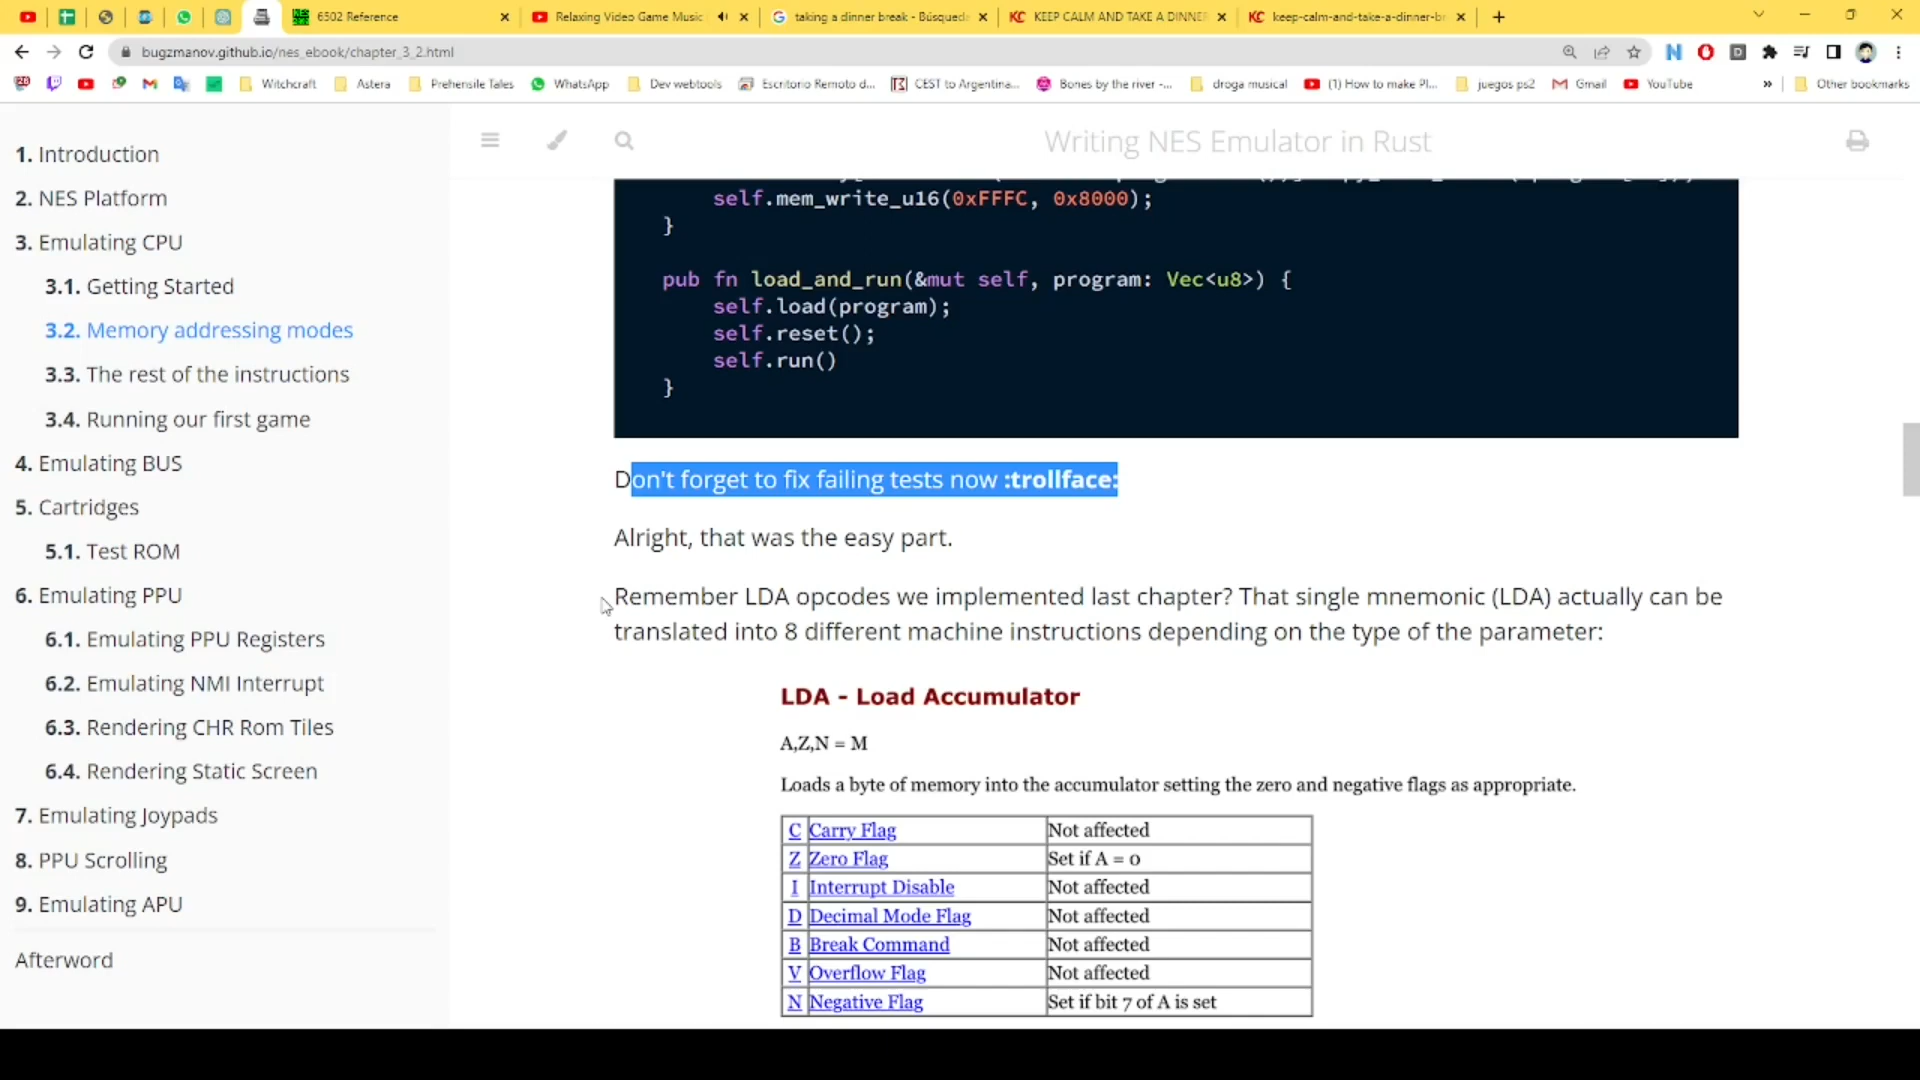 6502 Reference
Relaxing Video Game Music
taking a dinner break - Búsqued
KEEP CALM AND TAKE A DINNE
keep-calm-and-take-a-dinner-br
bugzmanov.github.io/nes_ebook/chapter_3_2.html
Witchcraft
Astera
Prehensile Tales
WhatsApp
Dev webtools
Escritorio Remoto d...
CEST to Argentina...
Bones by the river -...
droga musical
(1) How to make Pl...
juegos ps2
Gmail
YouTube
»
Other bookmarks
1. Introduction
2. NES Platform
3. Emulating CPU
3.1. Getting Started
3.2. Memory addressing modes
3.3. The rest of the instructions
3.4. Running our first game
4. Emulating BUS
5. Cartridges
5.1. Test ROM
6. Emulating PPU
6.1. Emulating PPU Registers
6.2. Emulating NMI Interrupt
6.3. Rendering CHR Rom Tiles
6.4. Rendering Static Screen
7. Emulating Joypads
8. PPU Scrolling
9. Emulating APU
Afterword
Writing NES Emulator in Rust
self.mem_write_u16(0xFFFC, 0x8000);
}
pub fn load_and_run(&mut self, program: Vec<u8>) {
self.load(program);
self.reset();
self.run()
}
Don't forget to fix failing tests now :trollface:
Alright, that was the easy part.
Remember LDA opcodes we implemented last chapter? That single mnemonic (LDA) actually can be
translated into 8 different machine instructions depending on the type of the parameter:
LDA - Load Accumulator
A,Z,N = M
Loads a byte of memory into the accumulator setting the zero and negative flags as appropriate.
C Carry Flag Not affected
Z Zero Flag Set if A = 0
I Interrupt Disable Not affected
D Decimal Mode Flag Not affected
B Break Command Not affected
V Overflow Flag Not affected
N Negative Flag Set if bit 7 of A is set